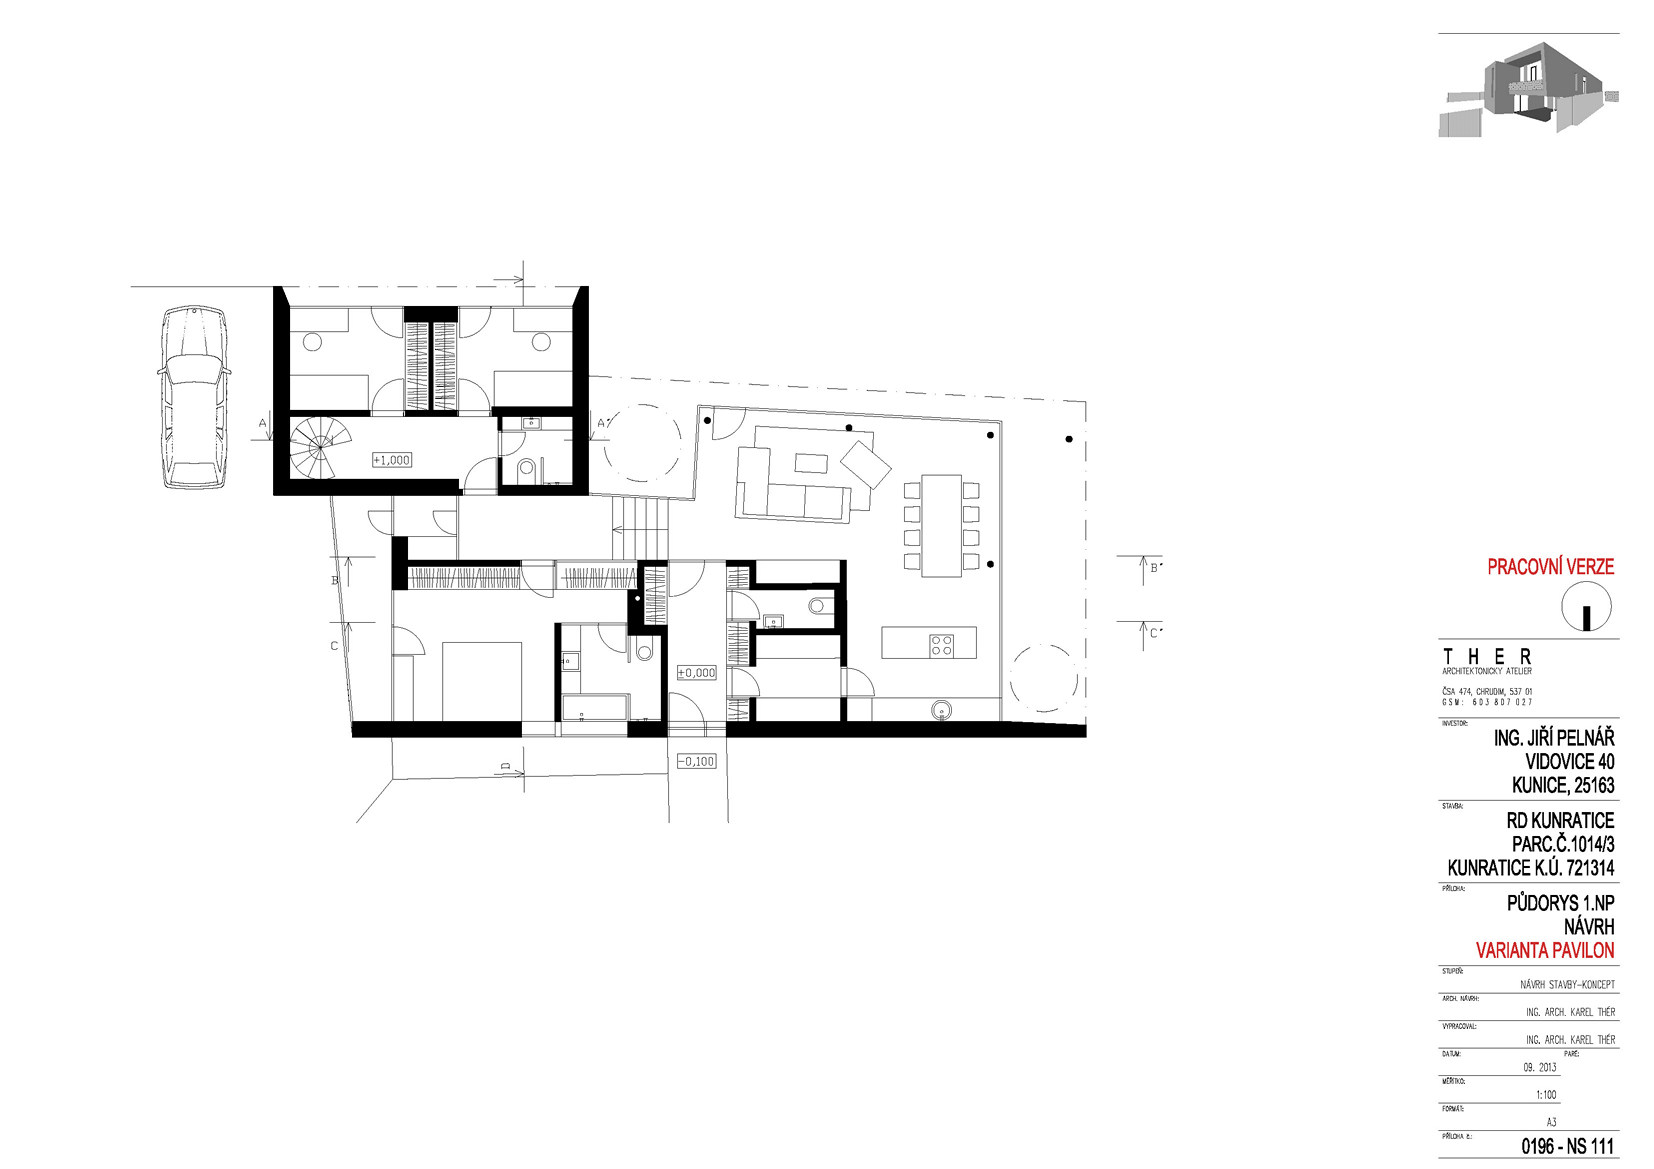 A
A'
+1,000
B
C
B'
C'
±0,000
-0,100
D
PRACOVNÍ VERZE
THER
ARCHITEKTONICKÝ ATELIER
ČSA 474, CHRUDIM, 537 01
GSM: 603 807 027
INVESTOR:
ING. JIŘÍ PELNÁŘ
VIDOVICE 40
KUNICE, 25163
STAVBA:
RD KUNRATICE
PARC.Č.1014/3
KUNRATICE K.Ú. 721314
PŘÍLOHA:
PŮDORYS 1.NP
NÁVRH
VARIANTA PAVILON
STUPEŇ:
NÁVRH STAVBY-KONCEPT
ARCH. NÁVRH:
ING. ARCH. KAREL THÉR
VYPRACOVAL:
ING. ARCH. KAREL THÉR
DATUM: PARÉ:
09. 2013
MĚŘÍTKO:
1:100
FORMÁT:
A3
PŘÍLOHA Č.:
0196 - NS 111